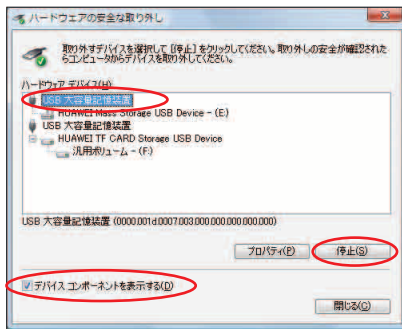 ハードウェアの安全な取り外し
取り外すデバイスを選択して [停止] をクリックしてください。取り外しの安全が確認された
らコンピュータからデバイスを取り外してください。
ハードウェア デバイス(H)
USB 大容量記憶装置
HUAWEI Mass Storage USB Device - (E:)
USB 大容量記憶装置
HUAWEI TF CARD Storage USB Device
汎用ボリューム - (F:)
USB 大容量記憶装置 (0000.001d.0007.003.000.000.000.000.000)
プロパティ(P)
停止(S)
デバイス コンポーネントを表示する(D)
閉じる(C)